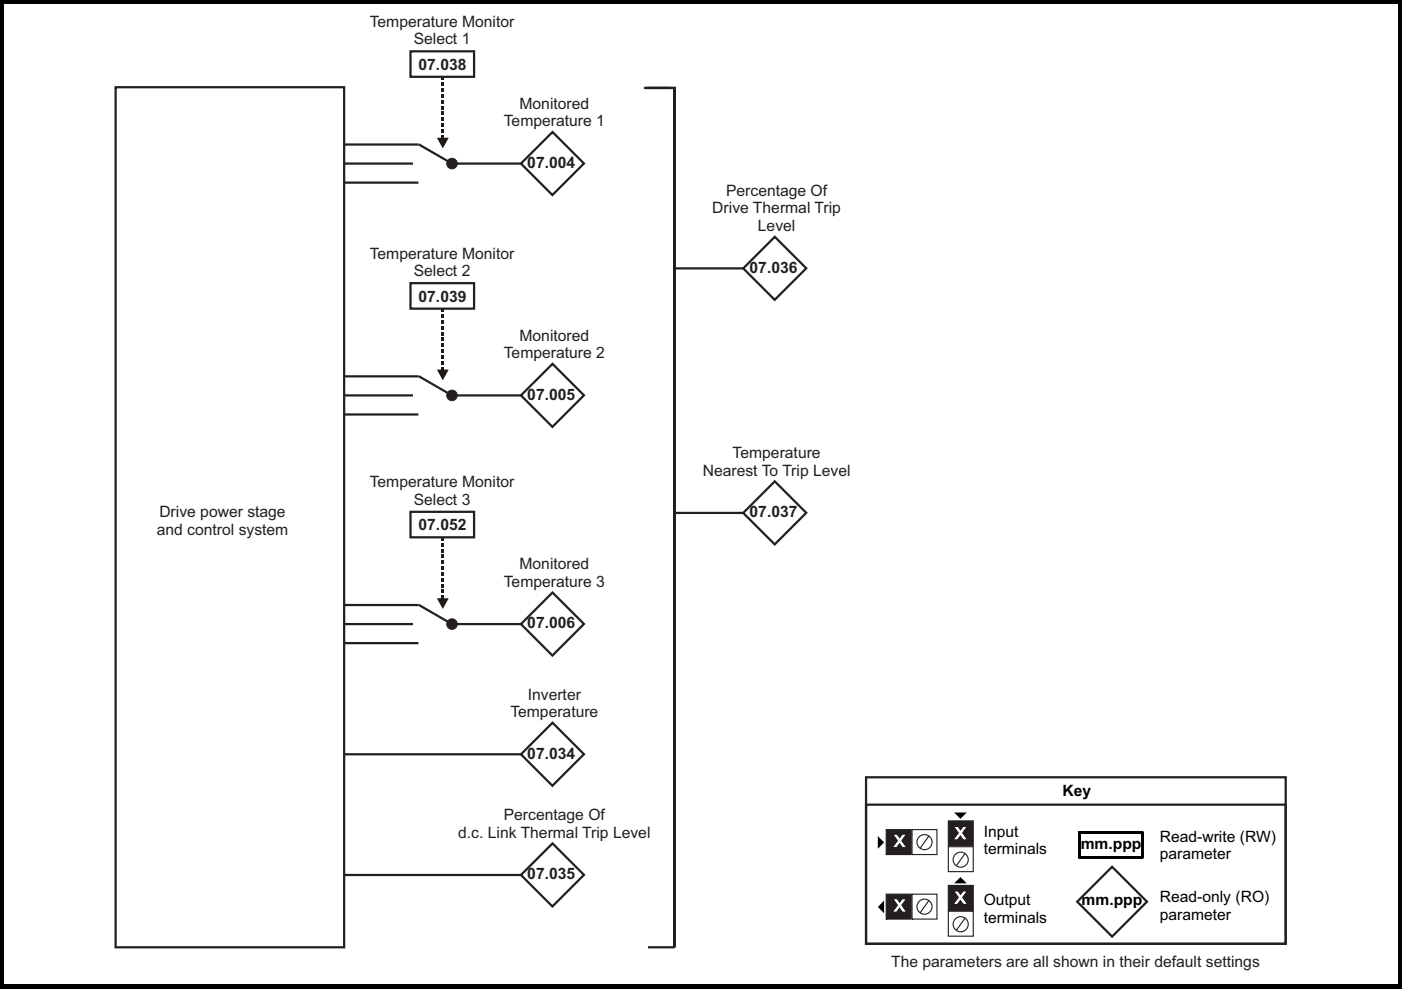 Temperature Monitor
Select 1
07.038
Monitored
Temperature 1
07.004
Percentage Of
Drive Thermal Trip
Level
07.036
Temperature Monitor
Select 2
07.039
Monitored
Temperature 2
07.005
Temperature
Nearest To Trip Level
07.037
Temperature Monitor
Select 3
07.052
Drive power stage
and control system
Monitored
Temperature 3
07.006
Inverter
Temperature
07.034
Percentage Of
d.c. Link Thermal Trip Level
07.035
Key
X
X
Input
terminals
mm.ppp
Read-write (RW)
parameter
X
X
Output
terminals
mm.ppp
Read-only (RO)
parameter
The parameters are all shown in their default settings